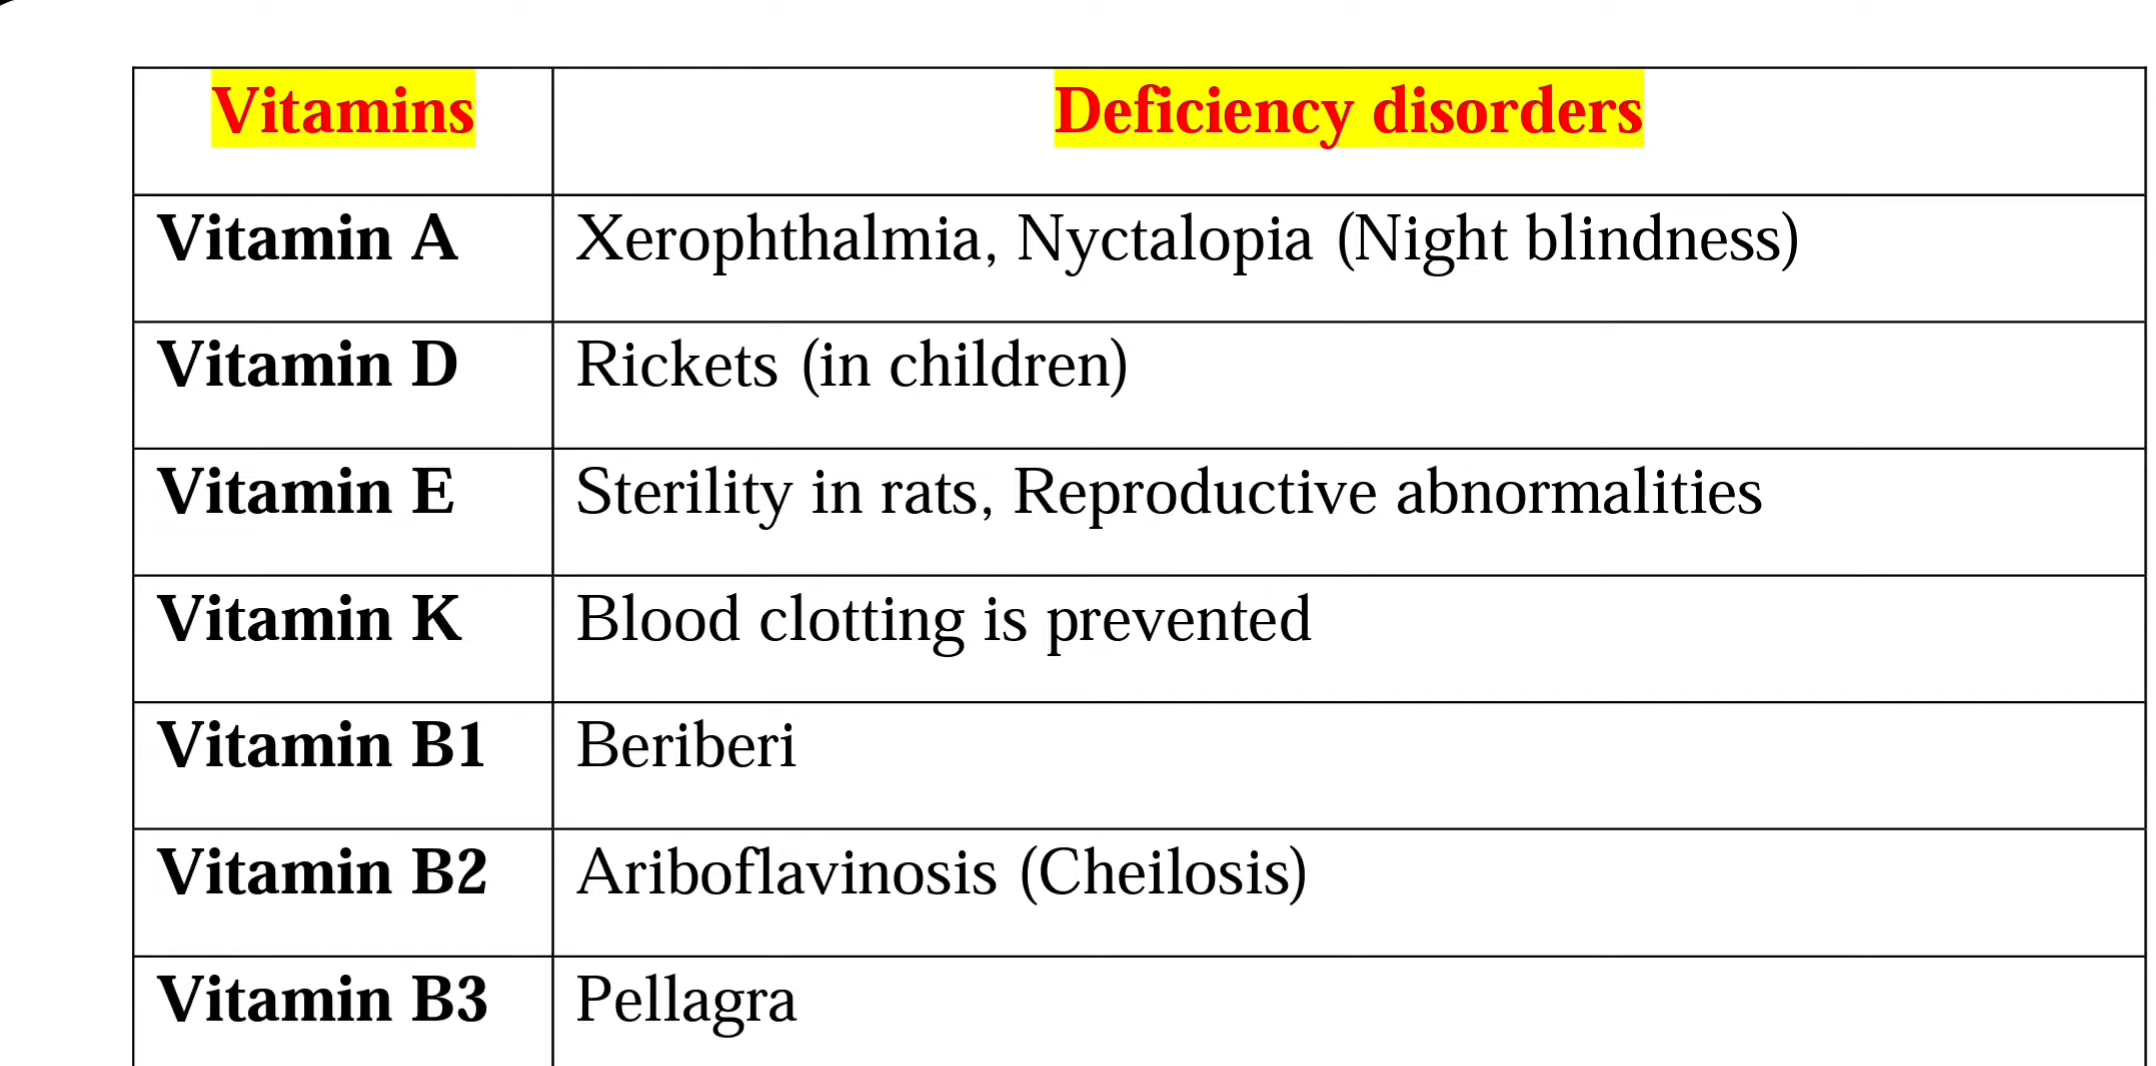 Vitamins Deficiency disorders
Vitamin A Xerophthalmia, Nyctalopia (Night blindness)
Vitamin D Rickets (in children)
Vitamin E Sterility in rats, Reproductive abnormalities
Vitamin K Blood clotting is prevented
Vitamin B1 Beriberi
Vitamin B2 Ariboflavinosis (Cheilosis)
Vitamin B3 Pellagra